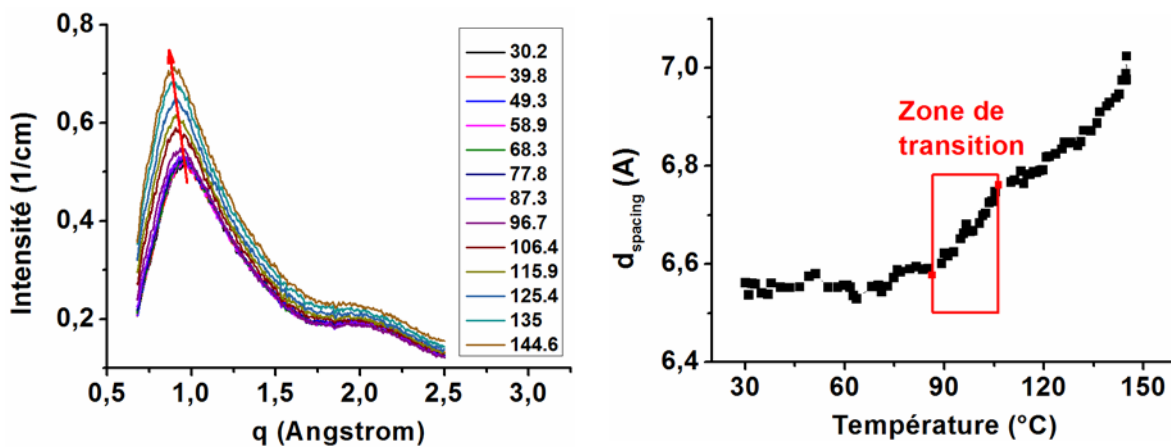 0,8
0,6
0,4
0,2
Intensité (1/cm)
0,5 1,0 1,5 2,0 2,5 3,0
q (Angstrom)
30.2
39.8
49.3
58.9
68.3
77.8
87.3
96.7
106.4
115.9
125.4
135
144.6
7,0
6,8
6,6
6,4
d spacing (A)
Zone de
transition
30 60 90 120 150
Température (°C)